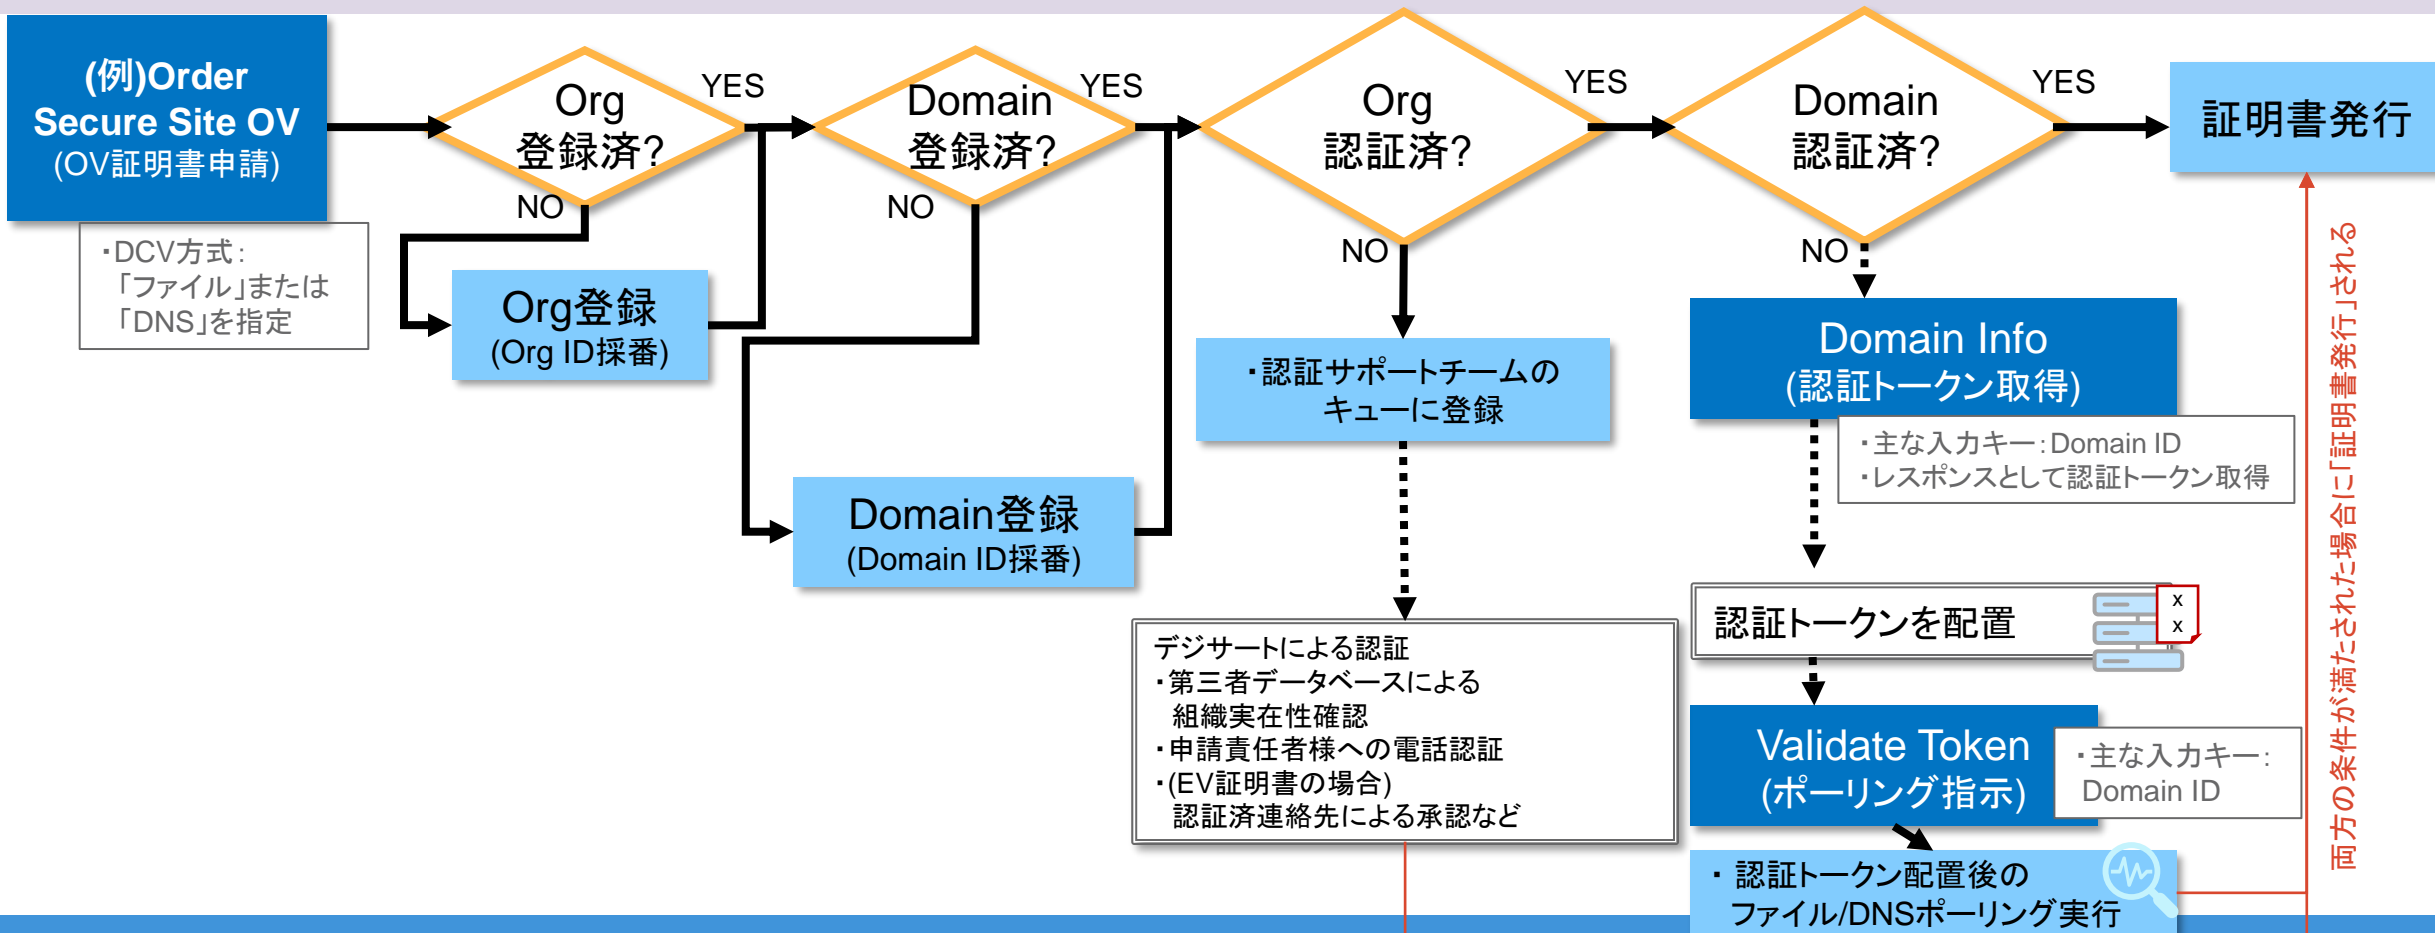 (例)Order
Secure Site OV
(OV証明書申請)
・DCV方式：
「ファイル」または
「DNS」を指定
Org
登録済?
YES
NO
Org登録
(Org ID採番)
Domain
登録済?
YES
NO
Domain登録
(Domain ID採番)
Org
認証済?
YES
NO
・認証サポートチームの
キューに登録
デジサートによる認証
・第三者データベースによる
組織実在性確認
・申請責任者様への電話認証
・(EV証明書の場合)
認証済連絡先による承認など
Domain
認証済?
YES
NO
Domain Info
(認証トークン取得)
・主な入力キー：Domain ID
・レスポンスとして認証トークン取得
認証トークンを配置
x
x
Validate Token
(ポーリング指示)
・主な入力キー：
Domain ID
・ 認証トークン配置後の
ファイル/DNSポーリング実行
証明書発行
両方の条件が満たされた場合に「証明書発行」される